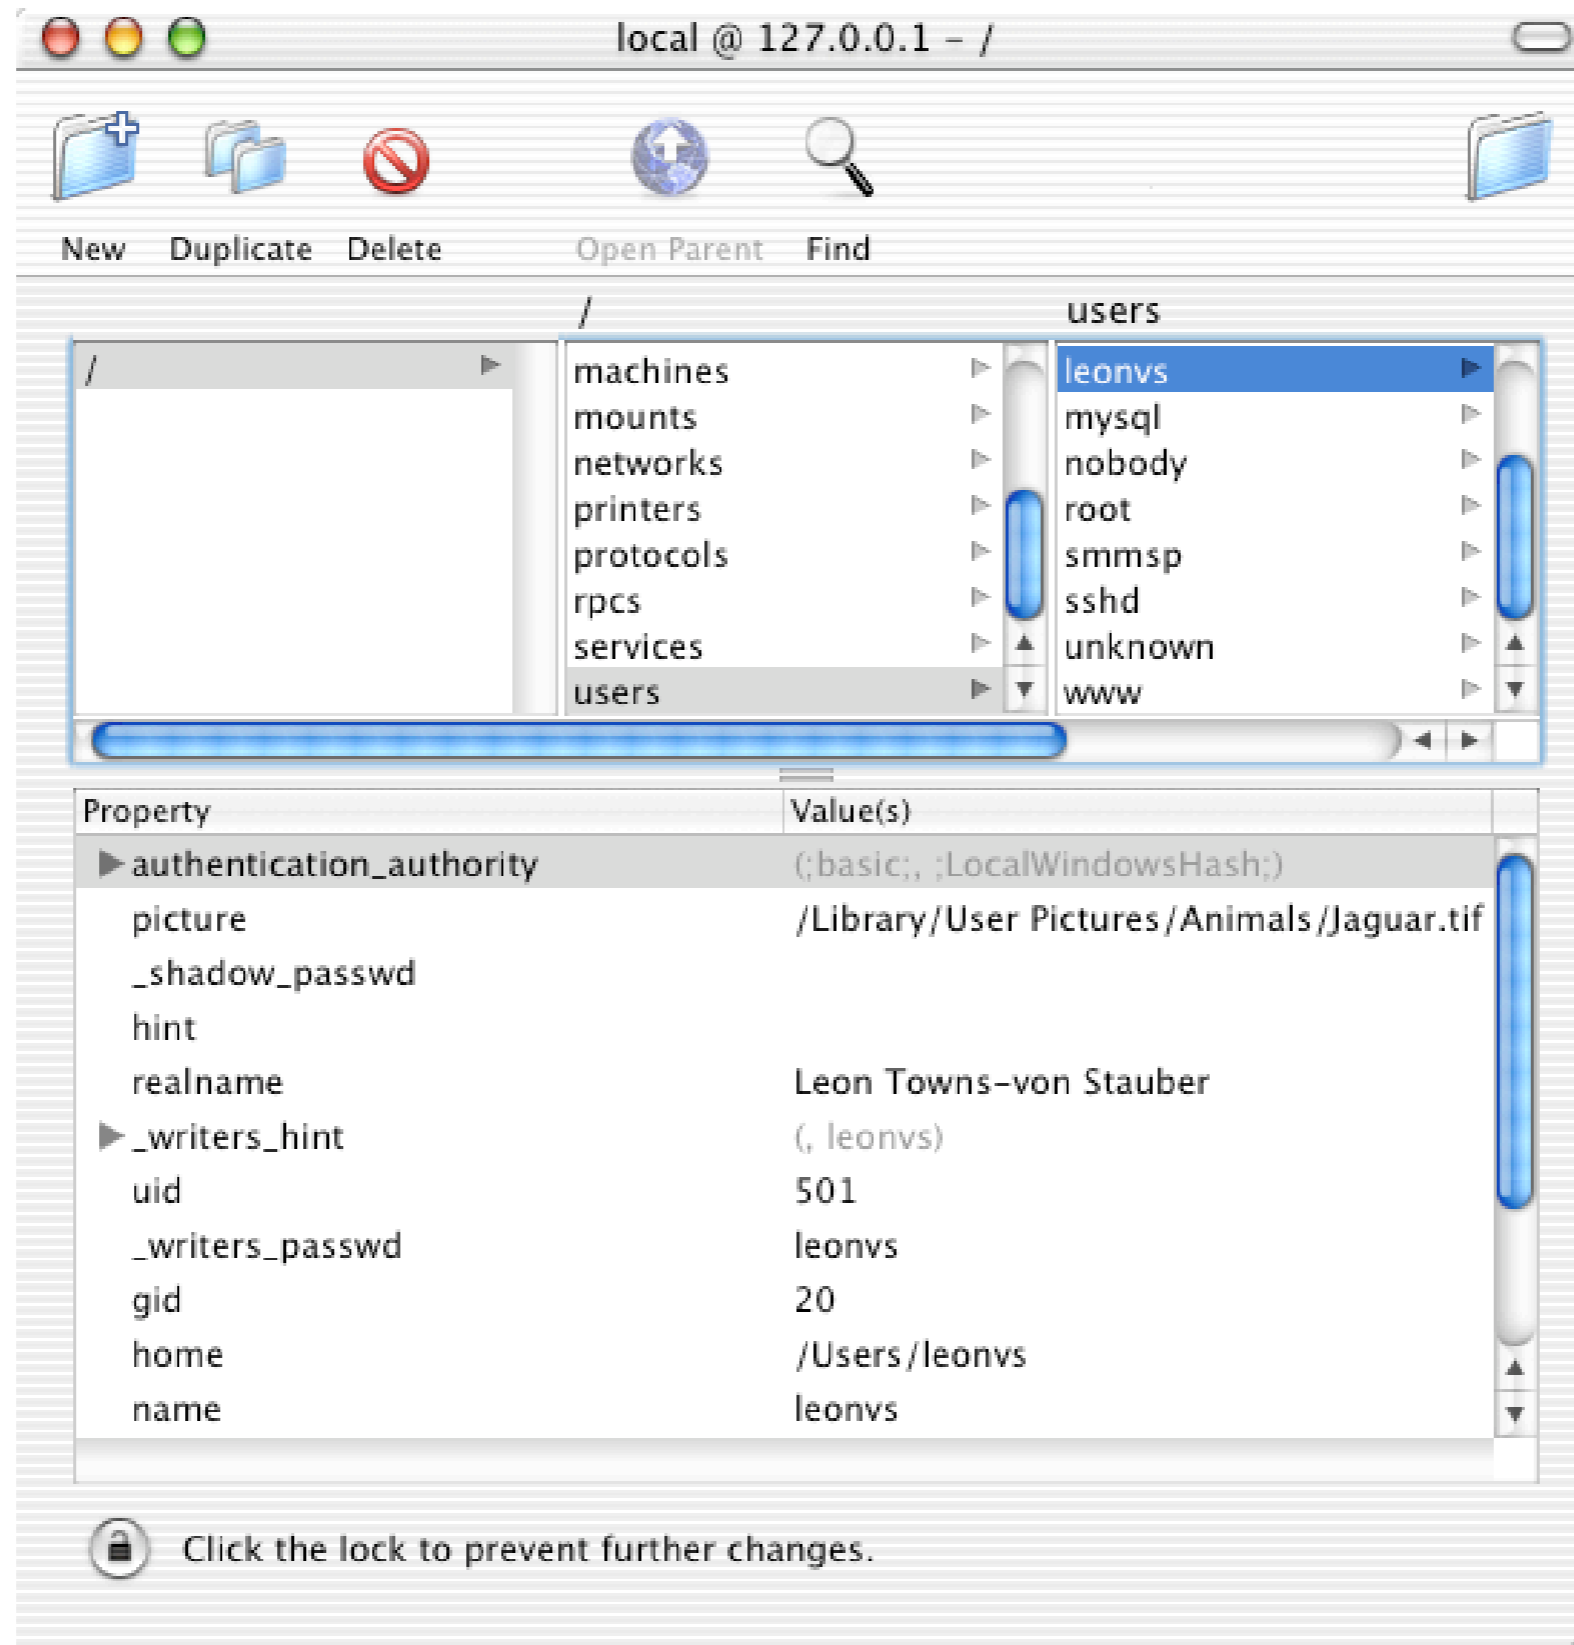 local @ 127.0.0.1 – /
New Duplicate Delete Open Parent Find
/ users
/ machines leonvs
mounts mysql
networks nobody
printers root
protocols smmsp
rpcs sshd
services unknown
users www
Property Value(s)
authentication_authority (;basic;, ;LocalWindowsHash;)
picture /Library/User Pictures/Animals/Jaguar.tif
_shadow_passwd
hint
realname Leon Towns–von Stauber
_writers_hint (, leonvs)
uid 501
_writers_passwd leonvs
gid 20
home /Users/leonvs
name leonvs
Click the lock to prevent further changes.